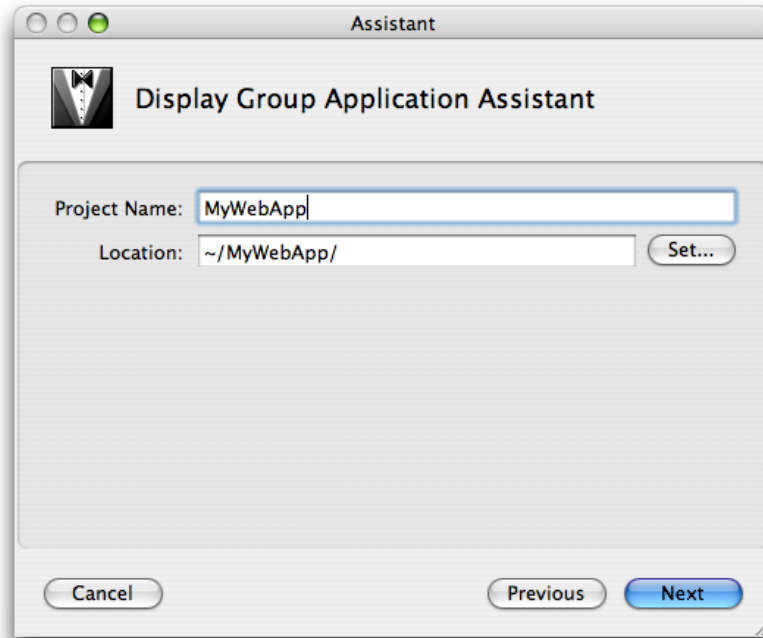 Assistant
Display Group Application Assistant
Project Name: MyWebApp
Location: ~/MyWebApp/ Set...
Cancel Previous Next